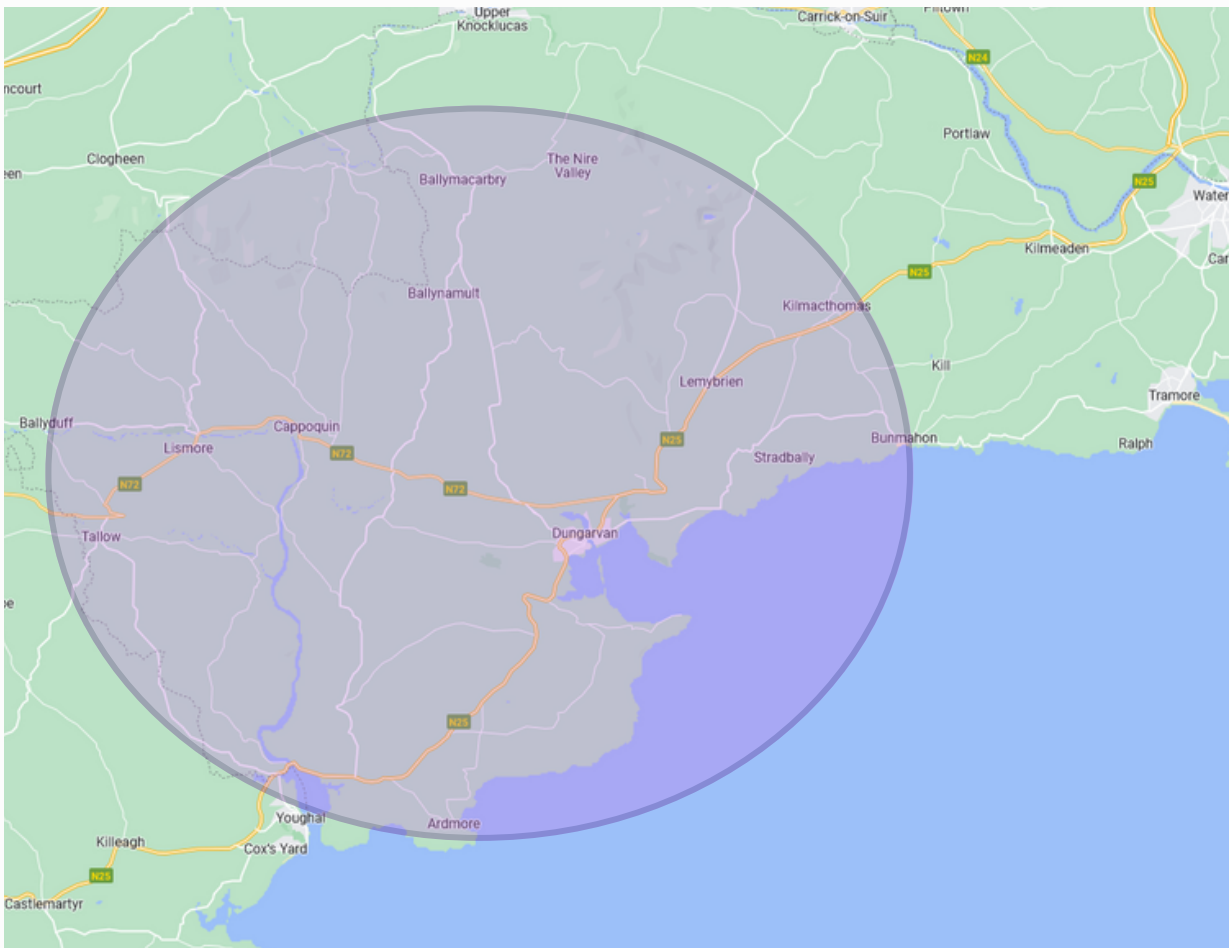 Upper
Knocklucas
Carrick-on-Suir
N24
ncourt
Portlaw
Clogheen
The Nire
Valley
een
Ballymacarbry
N25
Water
Kilmeaden
Car
N25
Ballynamult
Kilmacthomas
Kill
Lemybrien
Tramore
Ballyduff
Cappoquin
Bunmahon
N25
Ralph
Lismore
N72
Stradbally
N72
N72
Dungarvan
Tallow
N25
Youghal
Ardmore
Killeagh
Cox's Yard
N25
Castlemartyr